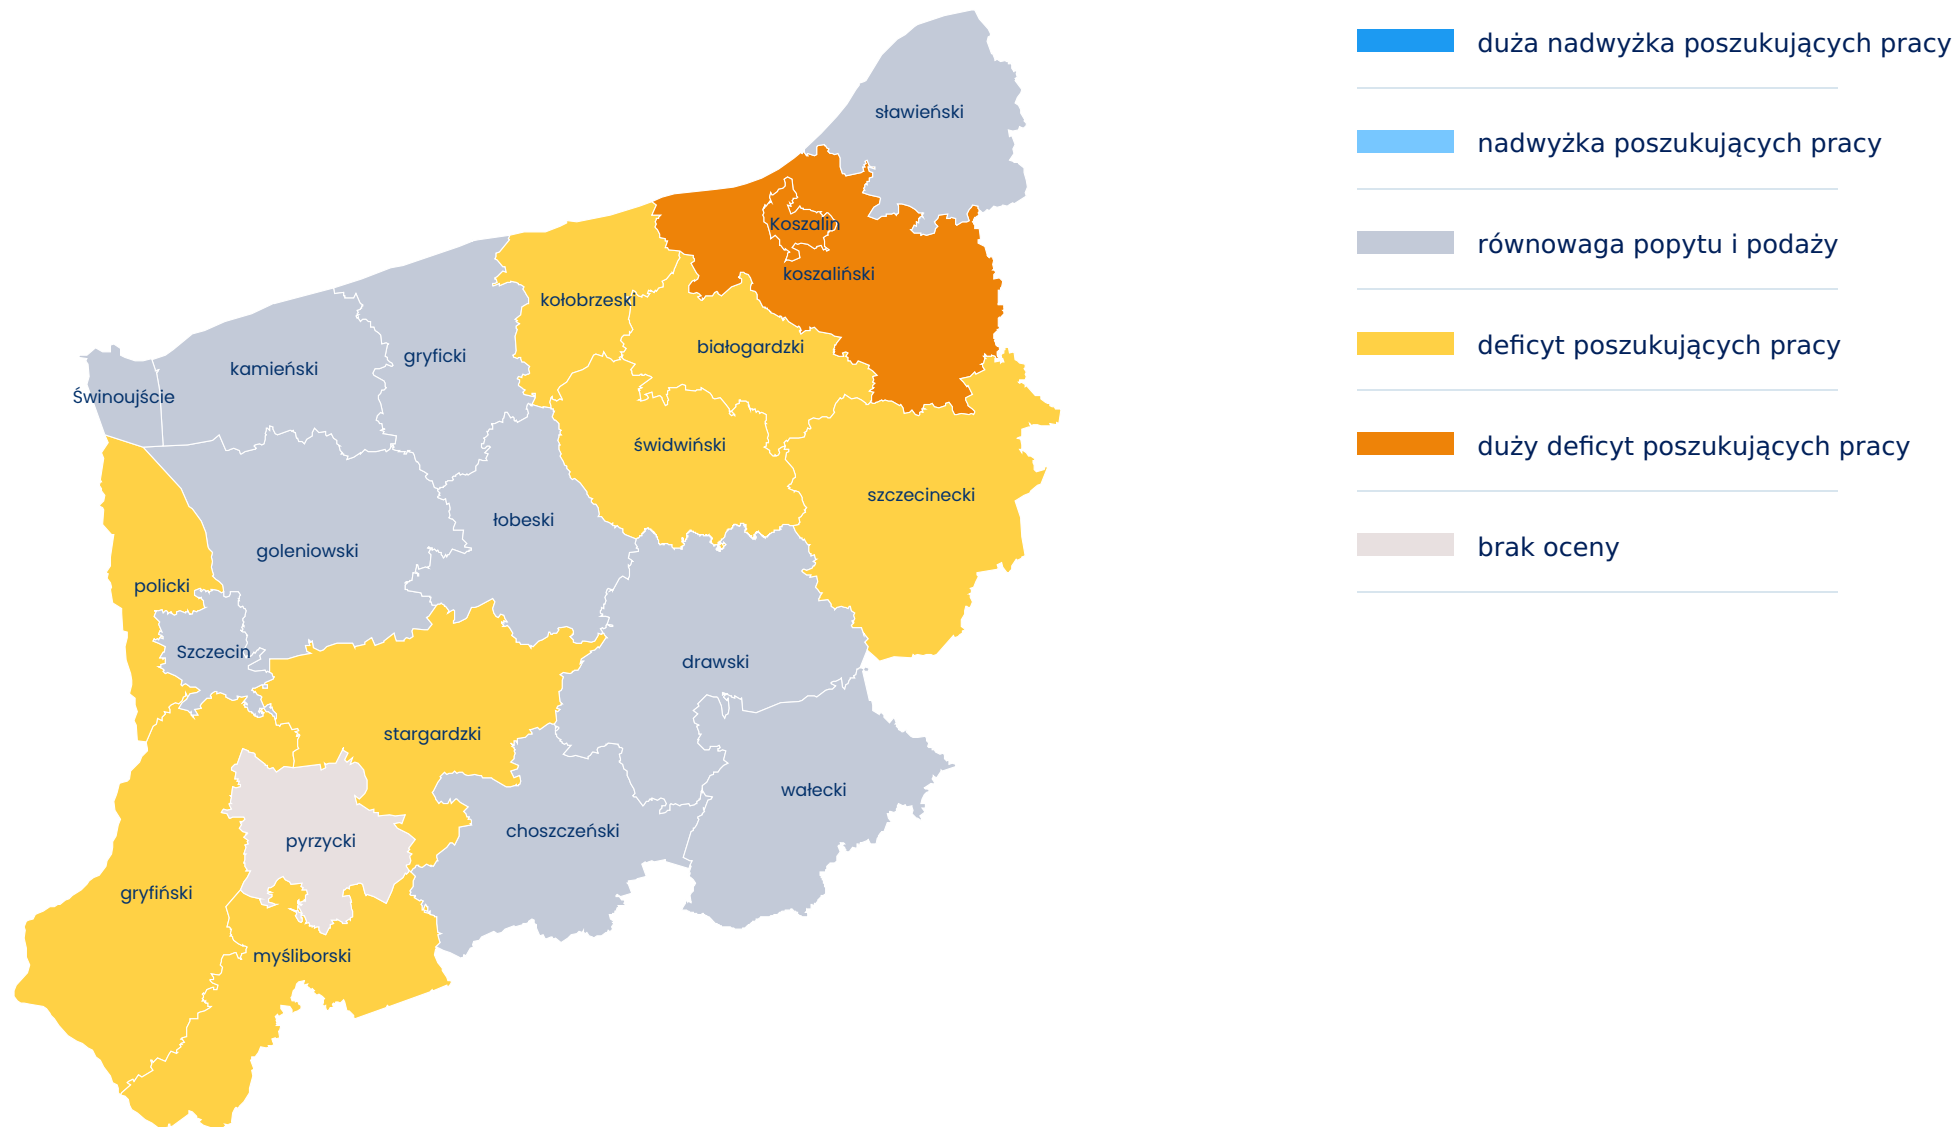 duża nadwyżka poszukujących pracy
nadwyżka poszukujących pracy
równowaga popytu i podaży
deficyt poszukujących pracy
duży deficyt poszukujących pracy
brak oceny
sławieński
Koszalin
koszaliński
kołobrzeski
białogardzki
gryficki
kamieński
Świnoujście
świdwiński
szczecinecki
łobeski
goleniowski
policki
Szczecin
drawski
stargardzki
wałecki
choszczeński
pyrzycki
gryfiński
myśliborski